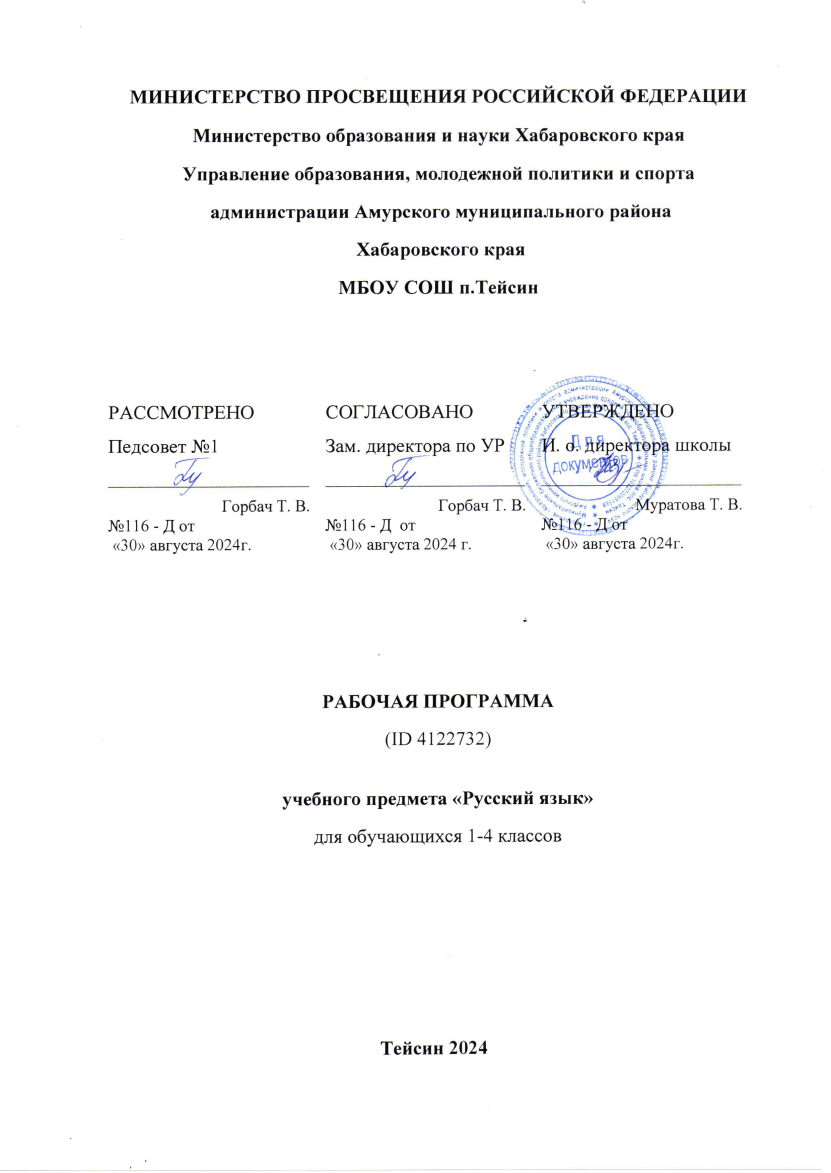 МИНИСТЕРСТВО ПРОСВЕЩЕНИЯ РОССИЙСКОЙ ФЕДЕРАЦИИ
Министерство образования и науки Хабаровского края
Управление образования, молодежной политики и спорта
администрации Амурского муниципального района
Хабаровского края
МБОУ СОШ п.Тейсин
РАССМОТРЕНО
Педсовет №1
Горбач Т. В.
№116 - Д от
«30» августа 2024г.
СОГЛАСОВАНО
Зам. директора по УР
Горбач Т. В.
№116 - Д от
«30» августа 2024 г.
УТВЕРЖДЕНО
И. о. директора школы
Муратова Т. В.
№116 - Д от
«30» августа 2024г.
Для
документов
РАБОЧАЯ ПРОГРАММА
(ID 4122732)
учебного предмета «Русский язык»
для обучающихся 1-4 классов
Тейсин 2024